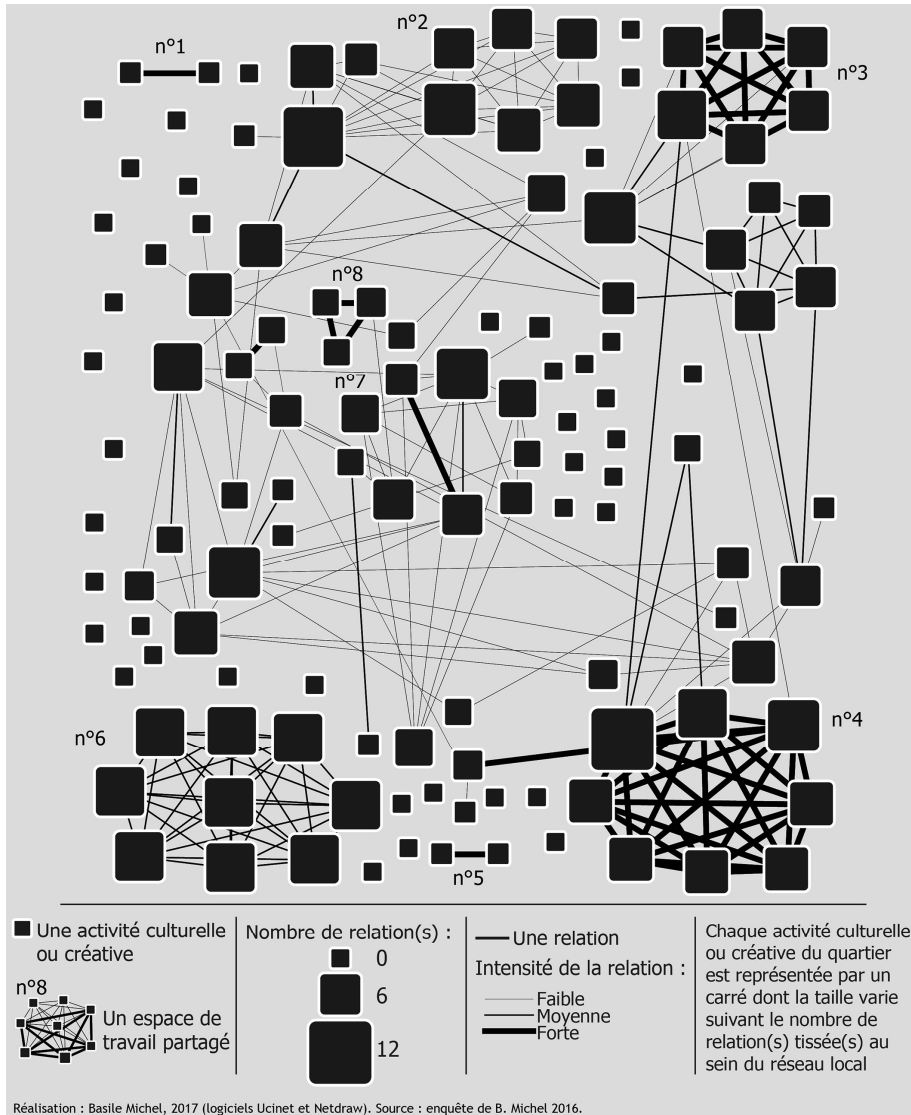 n°1
n°2
n°3
n°8
n°7
n°6
n°4
n°5
Une activité culturelle
ou créative
n°8
Un espace de
travail partagé
Nombre de relation(s) :
0
6
12
Une relation
Intensité de la relation :
Faible
Moyenne
Forte
Chaque activité culturelle
ou créative du quartier
est représentée par un
carré dont la taille varie
suivant le nombre de
relation(s) tissée(s) au
sein du réseau local
Réalisation : Basile Michel, 2017 (logiciels Ucinet et Netdraw). Source : enquête de B. Michel 2016.